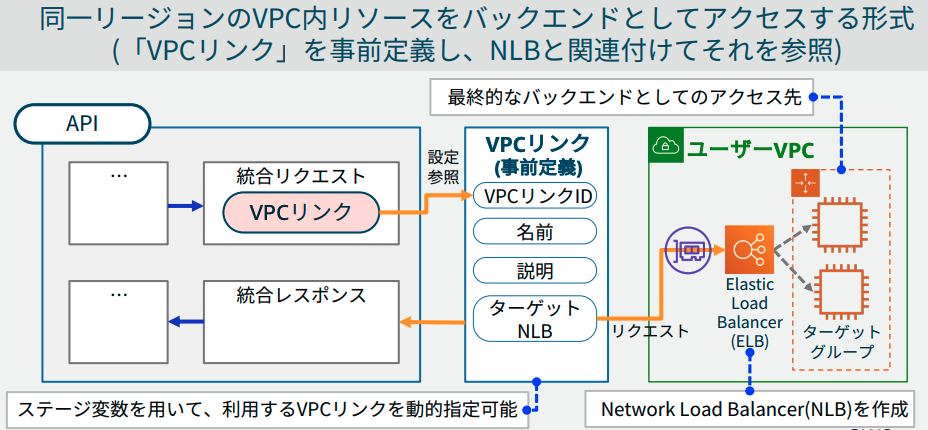 同一リージョンのVPC内リソースをバックエンドとしてアクセスする形式
(「VPCリンク」を事前定義し、NLBと関連付けてそれを参照)
最終的なバックエンドとしてのアクセス先
API
...
統合リクエスト
VPCリンク
設定
参照
VPCリンク
(事前定義)
VPCリンクID
名前
説明
ターゲット
NLB
...
統合レスポンス
リクエスト
ユーザーVPC
Elastic
Load
Balancer
(ELB)
ターゲット
グループ
ステージ変数を用いて、利用するVPCリンクを動的指定可能
Network Load Balancer(NLB)を作成